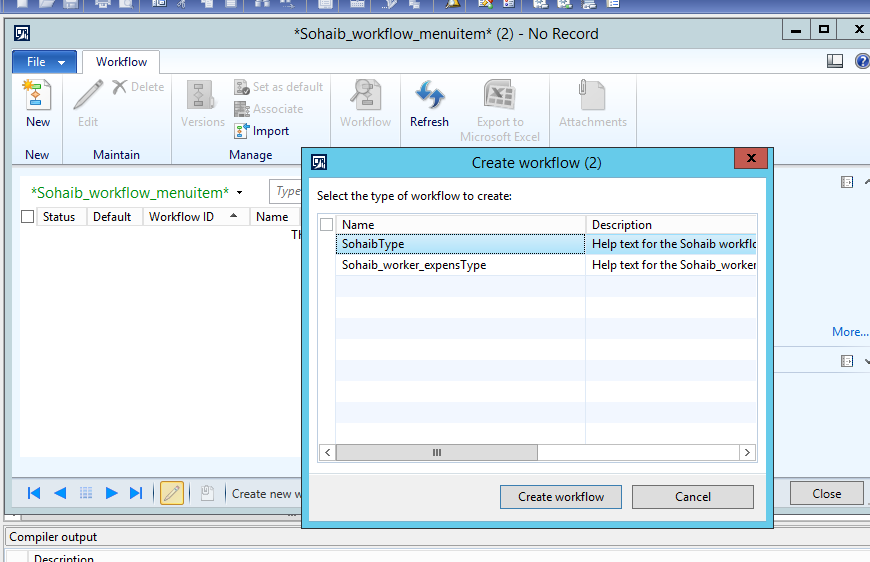 *Sohaib_workflow_menuitem* (2) - No Record
File Workflow
New
Edit
Delete
Versions
Set as default
Associate
Import
Workflow
Refresh
Export to
Microsoft Excel
Attachments
New Maintain Manage
*Sohaib_workflow_menuitem* Type
Status Default Workflow ID Name
Th
Create workflow (2)
Select the type of workflow to create:
Name Description
SohaibType Help text for the Sohaib workflo
Sohaib_worker_expensType Help text for the Sohaib_worker
More...
Create workflow Cancel
Create new w
Close
Compiler output
Description